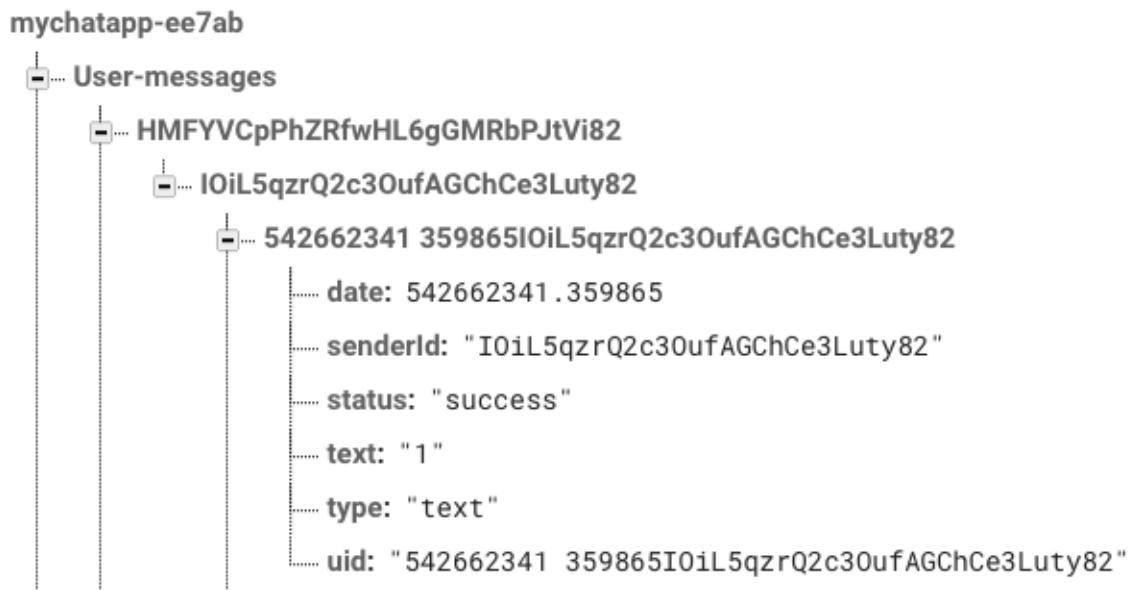 mychatapp-ee7ab
User-messages
HMFYVCpPhZRfwHL6gGMRbPJtVi82
IOiL5qzrQ2c3OufAGChCe3Luty82
542662341 359865IOiL5qzrQ2c3OufAGChCe3Luty82
date: 542662341.359865
senderId: "IOiL5qzrQ2c3OufAGChCe3Luty82"
status: "success"
text: "1"
type: "text"
uid: "542662341 359865IOiL5qzrQ2c3OufAGChCe3Luty82"